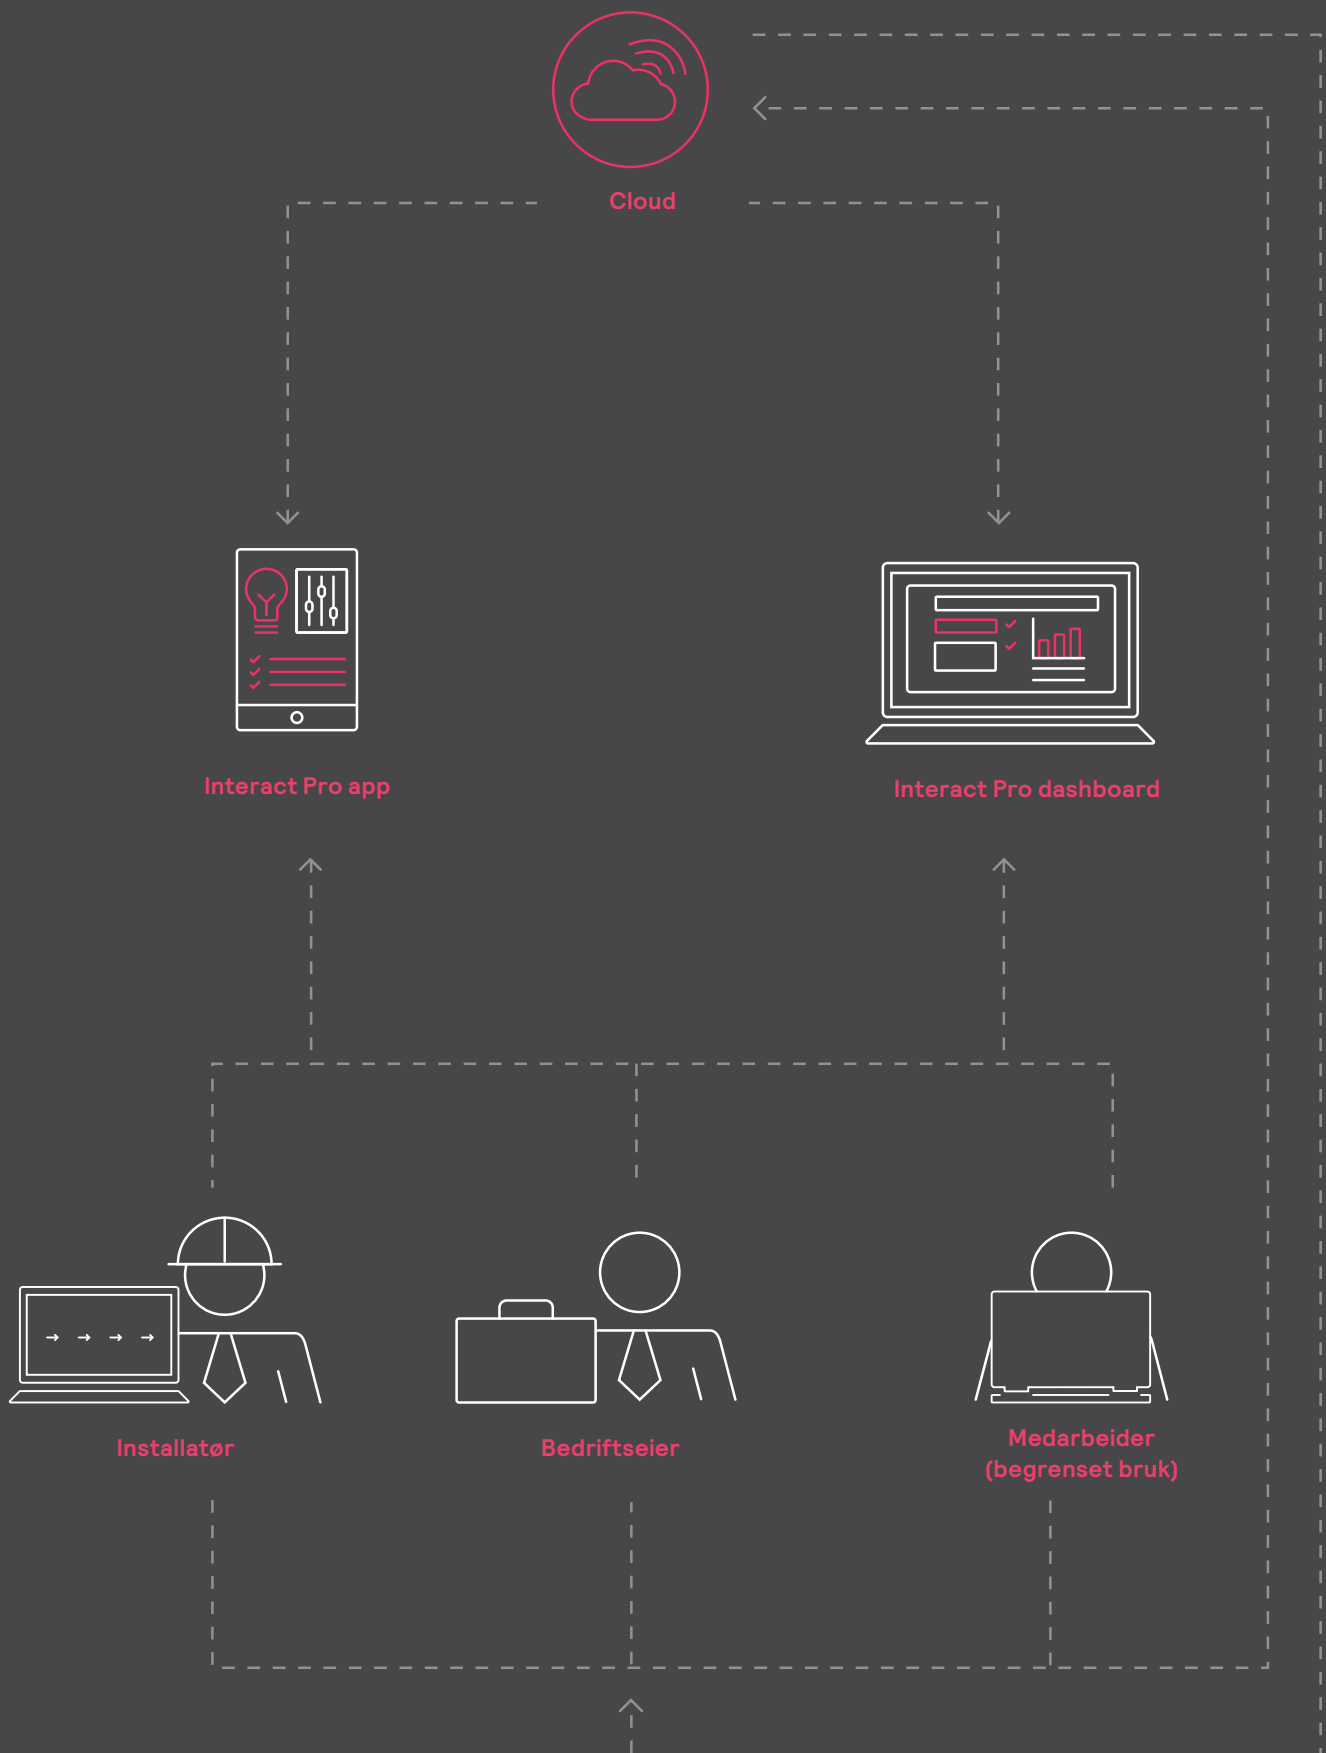 Cloud
Interact Pro app
Interact Pro dashboard
Installatør
Bedriftseier
Medarbeider
(begrenset bruk)